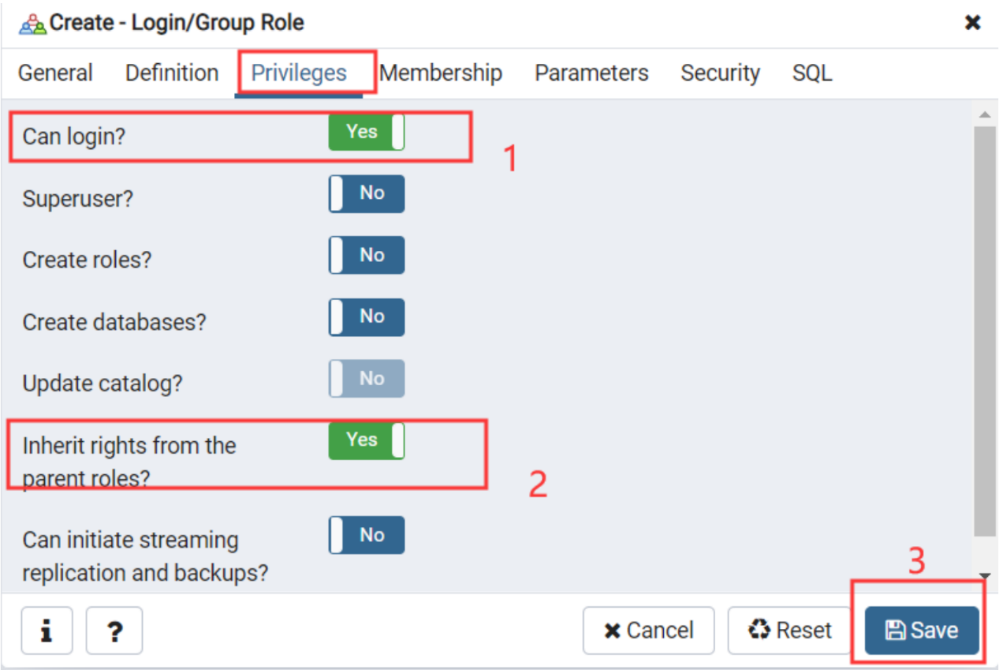 Create - Login/Group Role
General Definition Privileges Membership Parameters Security SQL
Can login? Yes
1
Superuser? No
Create roles? No
Create databases? No
Update catalog? No
Inherit rights from the Yes
parent roles?
2
Can initiate streaming No
replication and backups?
3
i ? Cancel Reset Save